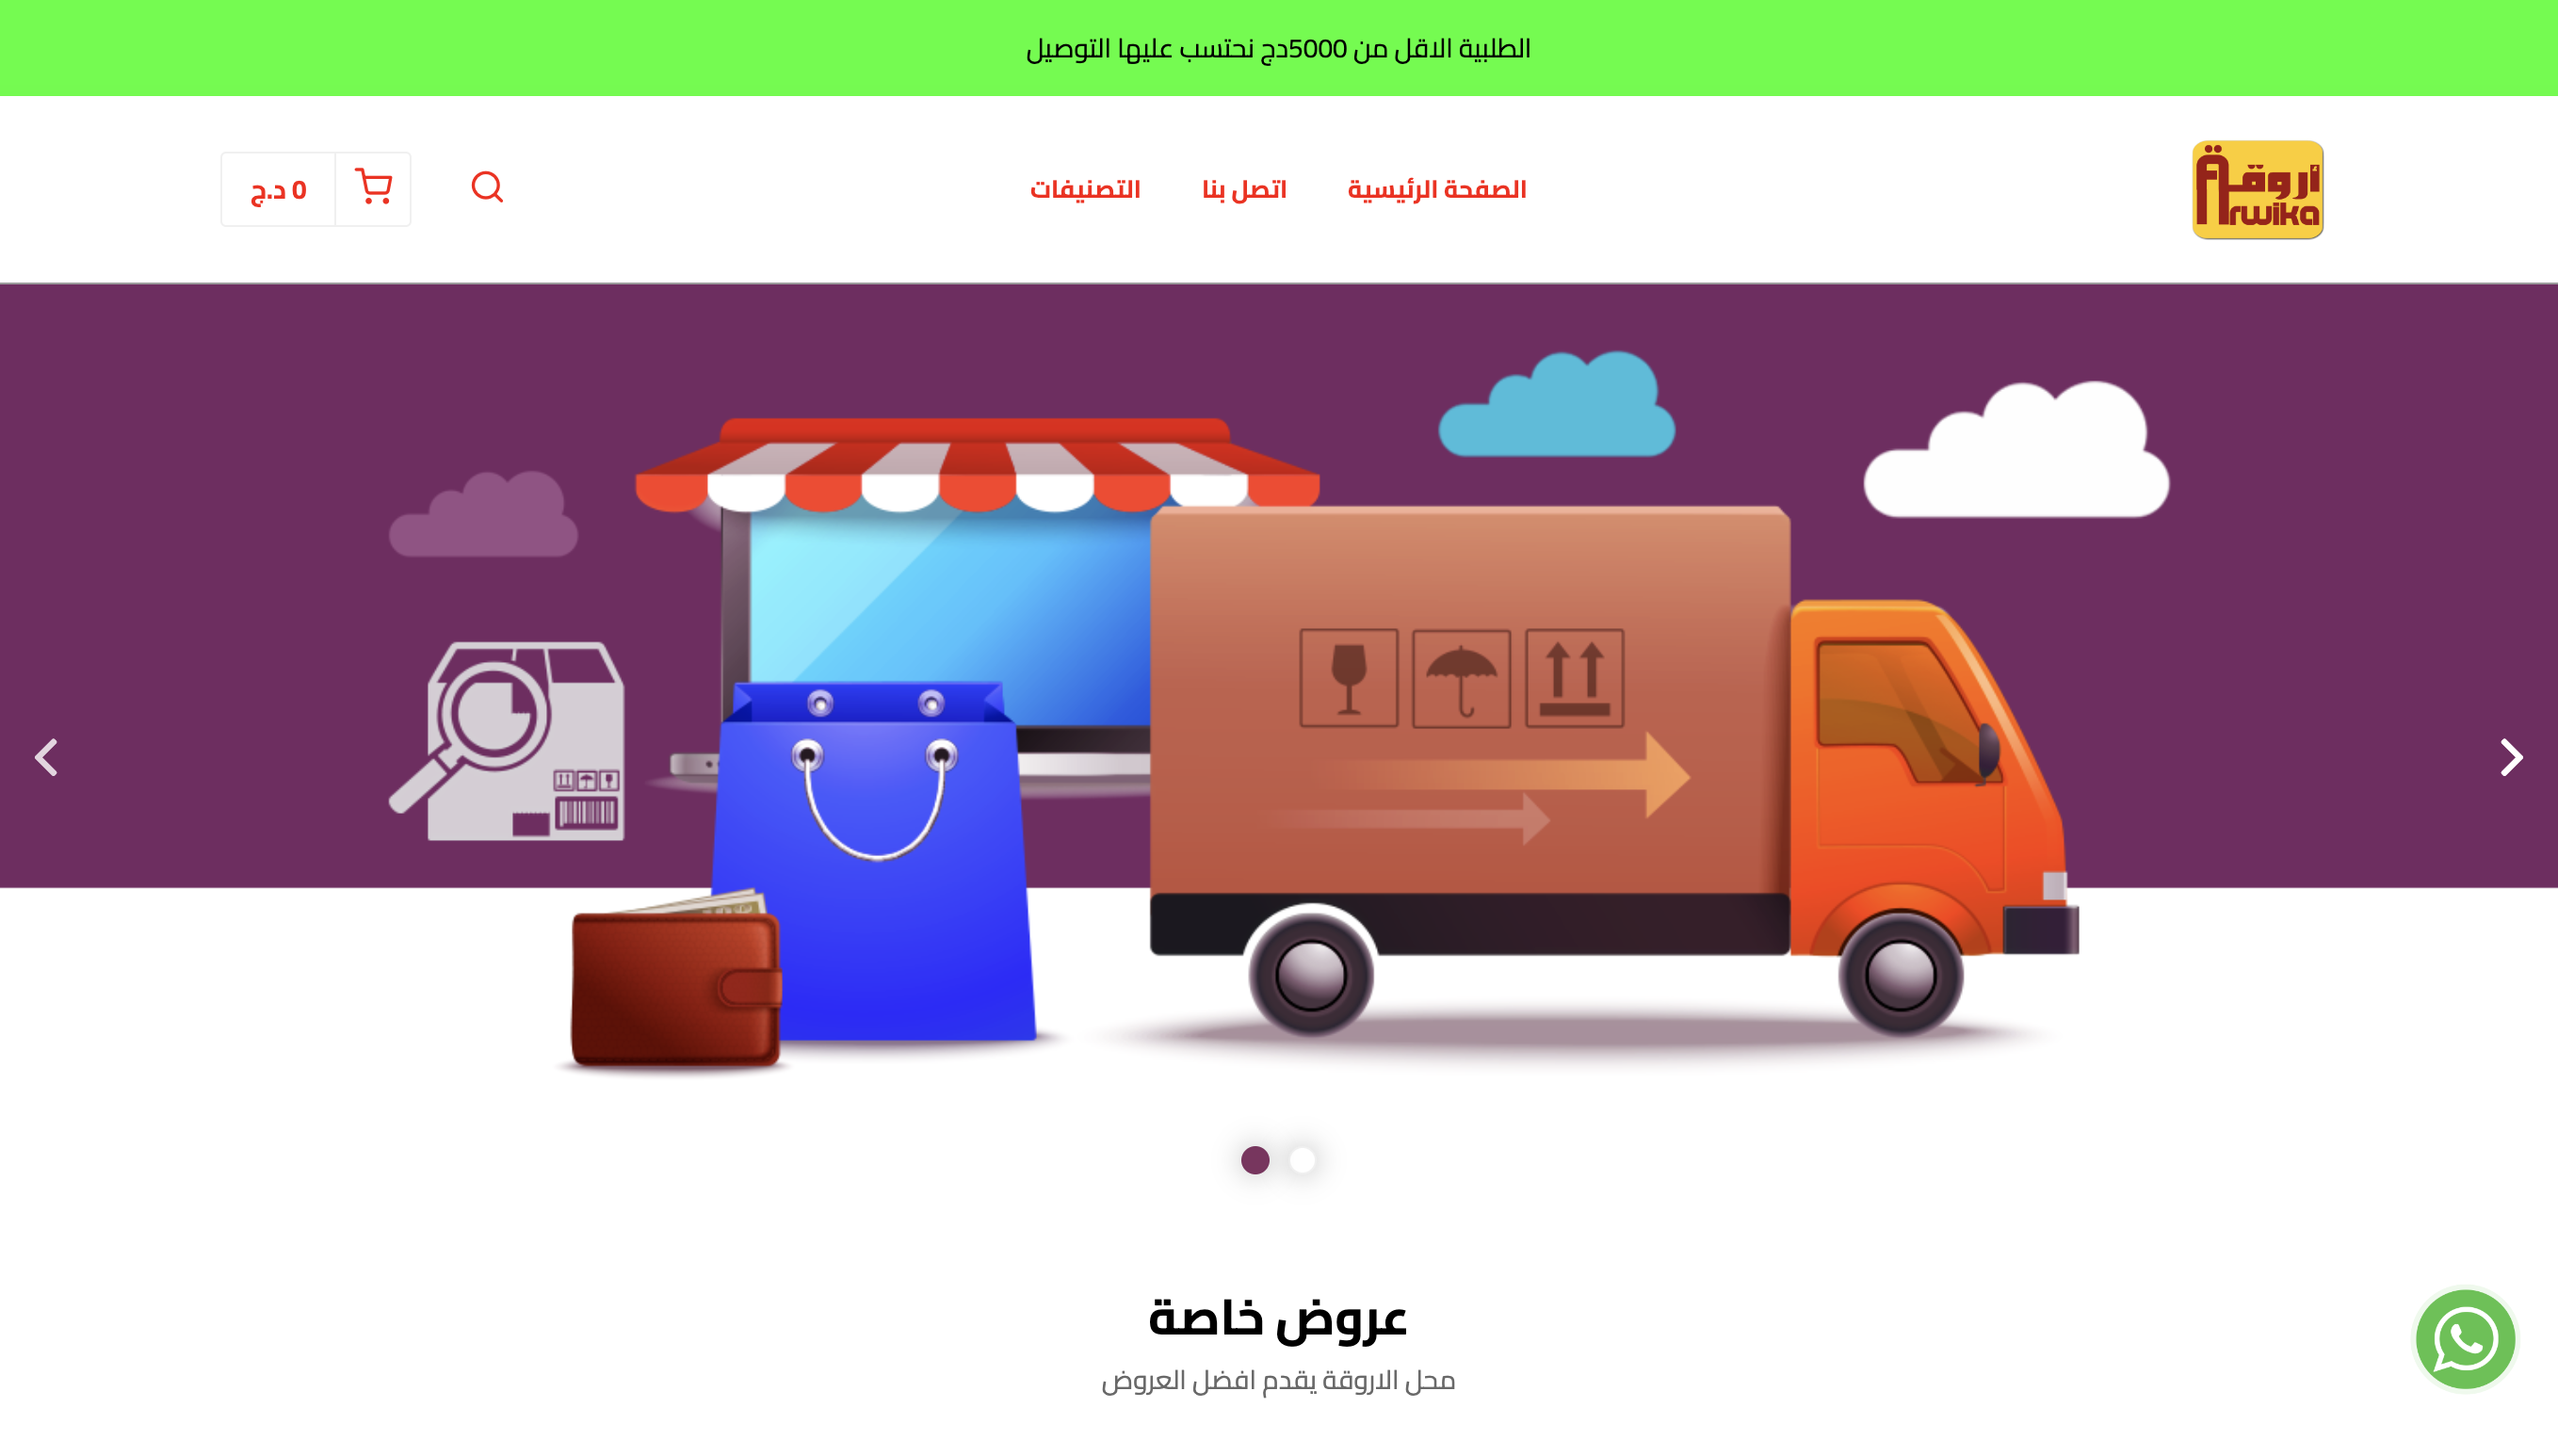 الطلبية الاقل من 5000دج نحتسب عليها التوصيل
أروقة
Arwika
الصفحة الرئيسية
اتصل بنا
التصنيفات
0 د.ج
عروض خاصة
محل الاروقة يقدم افضل العروض